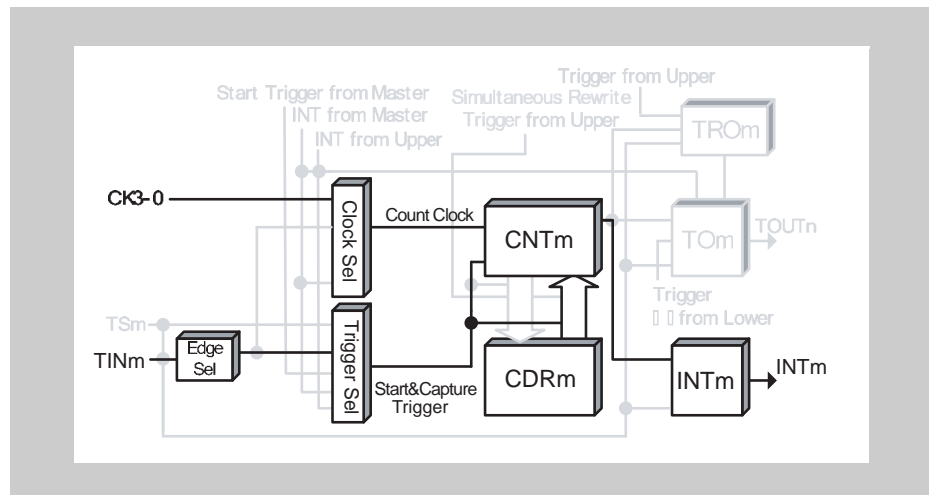 Trigger from Upper
Start Trigger from Master
Simultaneous Rewrite
INT from Master
Trigger from Upper
INT from Upper
TROm
CK3-0
Clock Sel
Count Clock
CNTm
TOm
TOUTn
Trigger
from Lower
TSm
TINm
Edge
Sel
Trigger Sel
Start&Capture
Trigger
CDRm
INTm
INTm